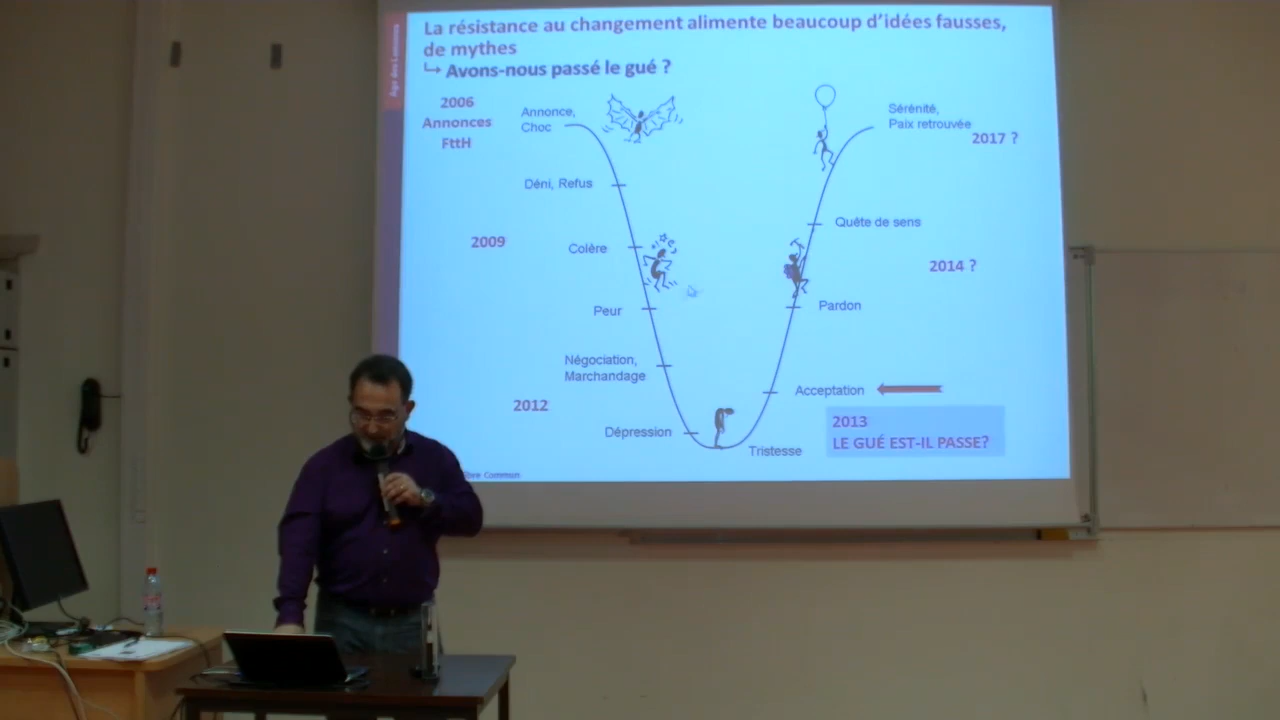 La résistance au changement alimente beaucoup d'idées fausses,
de mythes
↳ Avons-nous passé le gué ?
2006
Annonces
FttH
Annonce,
Choc
Déni, Refus
2009
Colère
Peur
Négociation,
Marchandage
2012
Dépression
Tristesse
Sérénité,
Paix retrouvée
2017 ?
Quête de sens
2014 ?
Pardon
Acceptation
2013
LE GUÉ EST-IL PASSE?
Commun